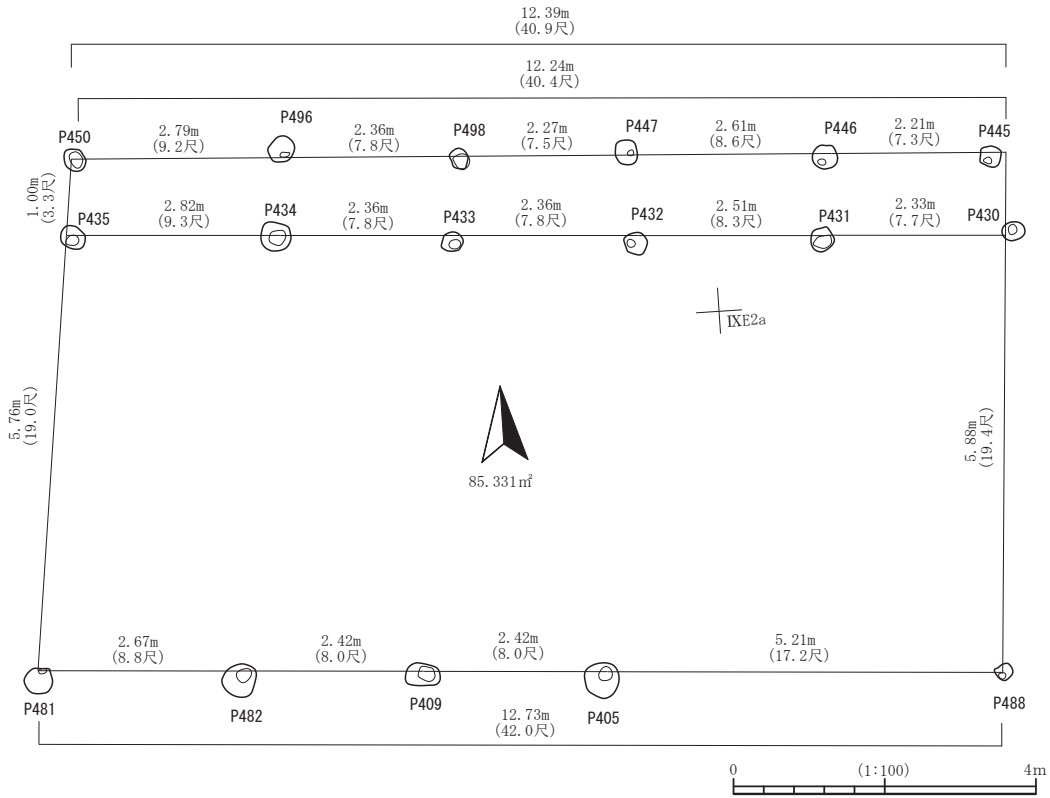 12.39m
(40.9尺)
12.24m
(40.4尺)
P450
2.79m
(9.2尺)
P496
2.36m
(7.8尺)
P498
2.27m
(7.5尺)
P447
2.61m
(8.6尺)
P446
2.21m
(7.3尺)
P445
1.00m
(3.3尺)
P435
2.82m
(9.3尺)
P434
2.36m
(7.8尺)
P433
2.36m
(7.8尺)
P432
2.51m
(8.3尺)
P431
2.33m
(7.7尺)
P430
ⅨE2a
5.76m
(19.0尺)
5.88m
(19.4尺)
85.331㎡
2.67m
(8.8尺)
2.42m
(8.0尺)
2.42m
(8.0尺)
5.21m
(17.2尺)
P481
P482
P409
P405
P488
12.73m
(42.0尺)
0 (1:100) 4m